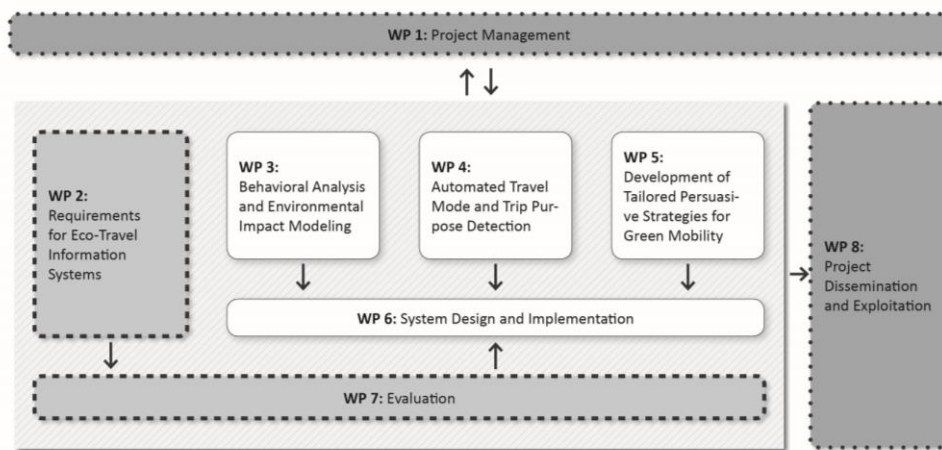 WP 1: Project Management
WP 2:
Requirements
for Eco-Travel
Information
Systems
WP 3:
Behavioral Analysis
and Environmental
Impact Modeling
WP 4:
Automated Travel
Mode and Trip Pur-
pose Detection
WP 5:
Development of
Tailored Persuas-
ive Strategies for
Green Mobility
WP 6: System Design and Implementation
WP 7: Evaluation
WP 8:
Project
Dissemination
and Exploitation